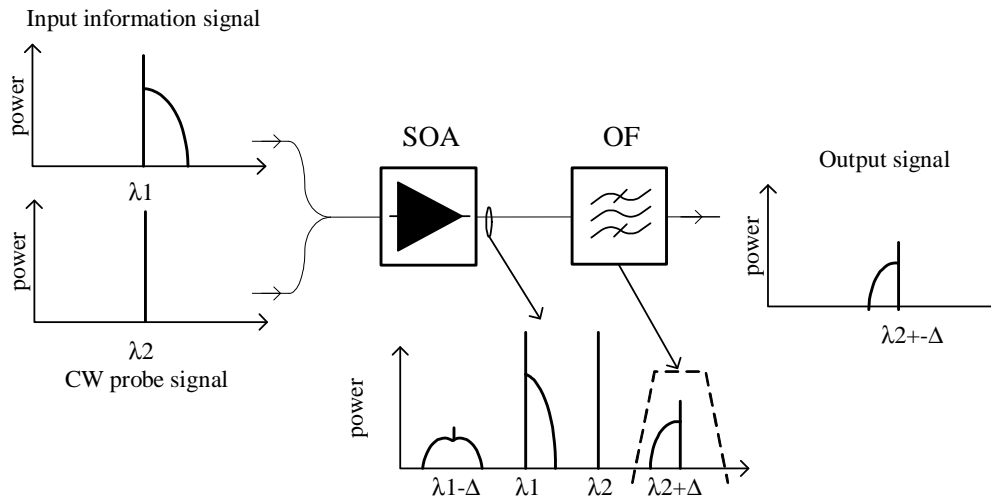 Input information signal
power
λ1
power
λ2
CW probe signal
SOA
OF
Output signal
power
λ2+-Δ
power
λ1-Δ
λ1
λ2
λ2+Δ